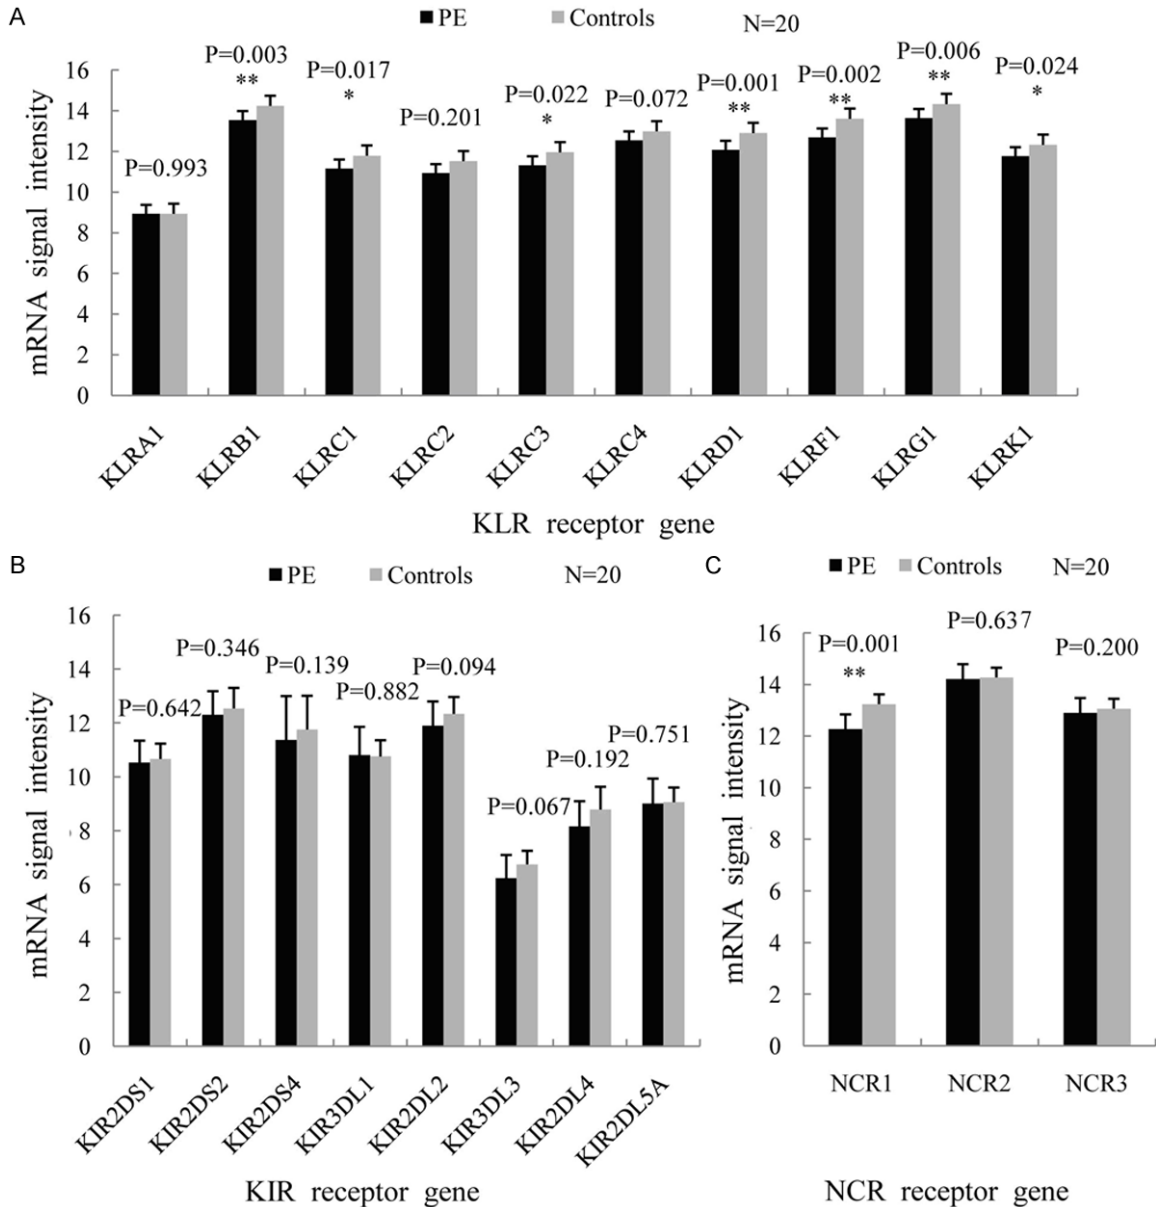 A
PE Controls N=20
P=0.993 P=0.003 P=0.017 P=0.201 P=0.022 P=0.072 P=0.001 P=0.002 P=0.006 P=0.024
** * * ** ** ** *
mRNA signal intensity
16
14
12
10
8
6
4
2
0
KLRA1 KLRB1 KLRC1 KLRC2 KLRC3 KLRC4 KLRD1 KLRF1 KLRG1 KLRK1
KLR receptor gene
B
PE Controls N=20
P=0.642 P=0.346 P=0.139 P=0.882 P=0.094 P=0.067 P=0.192 P=0.751
mRNA signal intensity
16
14
12
10
8
6
4
2
0
KIR2DS1 KIR2DS2 KIR2DS4 KIR3DL1 KIR2DL2 KIR3DL3 KIR2DL4 KIR2DL5A
KIR receptor gene
C
PE Controls N=20
P=0.001 P=0.637 P=0.200
**
mRNA signal intensity
16
14
12
10
8
6
4
2
0
NCR1 NCR2 NCR3
NCR receptor gene